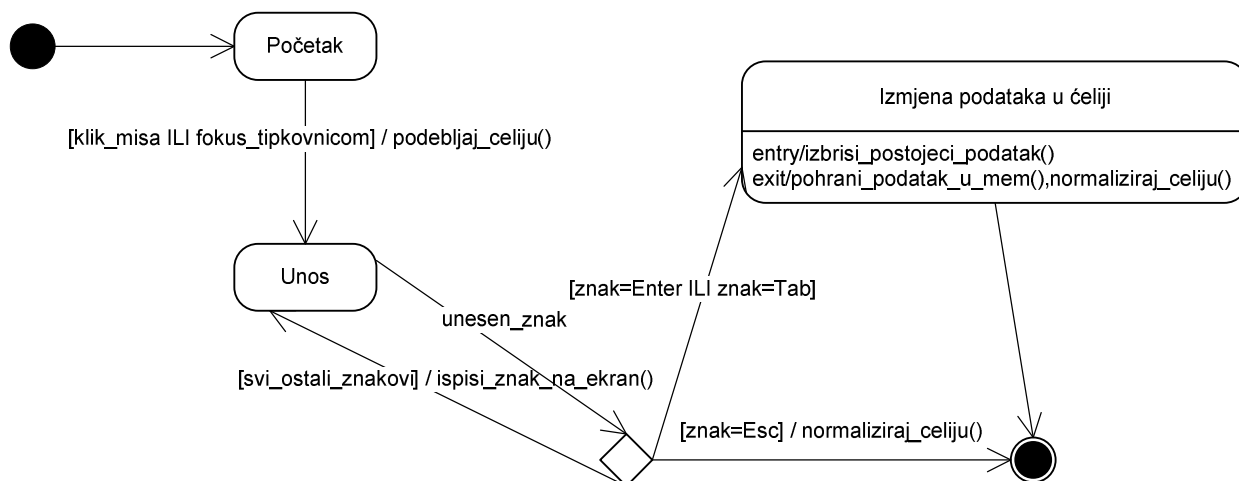 Početak
Izmjena podataka u ćeliji
[klik_misa ILI fokus_tipkovnicom] / podebljaj_celiju()
entry/izbrisi_postojeci_podatak()
exit/pohrani_podatak_u_mem(),normaliziraj_celiju()
Unos
[znak=Enter ILI znak=Tab]
unesen_znak
[svi_ostali_znakovi] / ispisi_znak_na_ekran()
[znak=Esc] / normaliziraj_celiju()